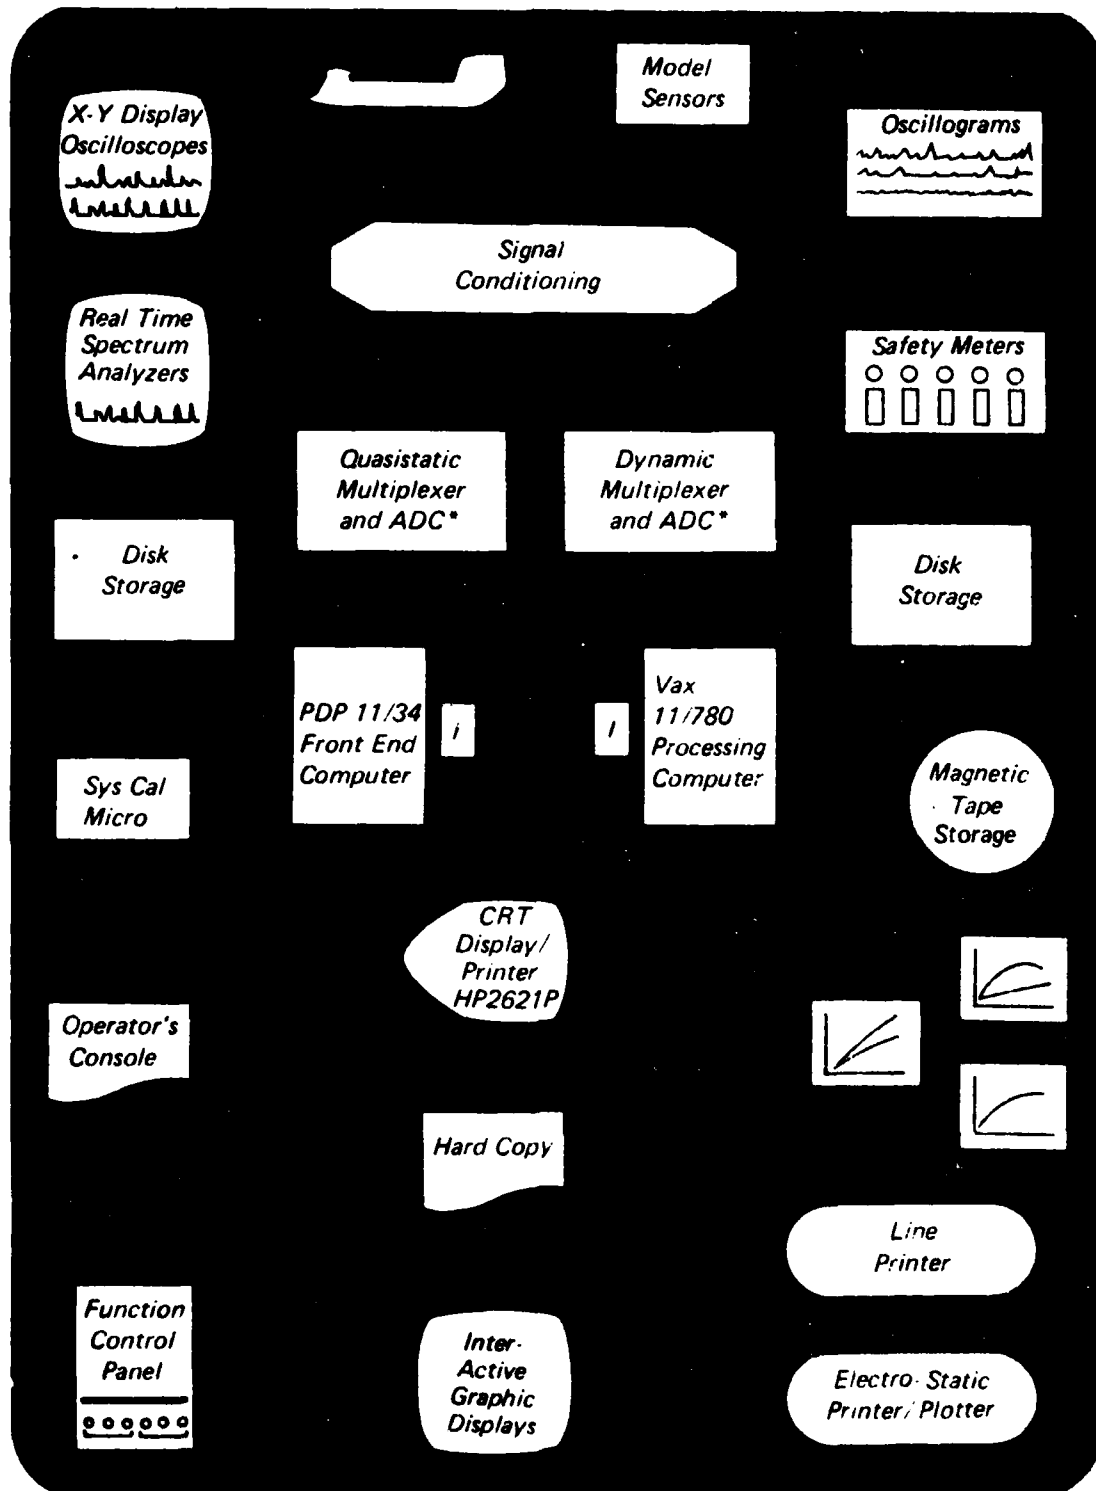 Model
Sensors
X-Y Display
Oscilloscopes
Oscillograms
Signal
Conditioning
Real Time
Spectrum
Analyzers
Safety Meters
Quasistatic
Multiplexer
and ADC*
Dynamic
Multiplexer
and ADC*
Disk
Storage
Disk
Storage
PDP 11/34
Front End
Computer
i
I
Vax
11/780
Processing
Computer
Sys Cal
Micro
Magnetic
Tape
Storage
CRT
Display/
Printer
HP2621P
Operator's
Console
Hard Copy
Line
Printer
Function
Control
Panel
Inter-
Active
Graphic
Displays
Electro-Static
Printer/Plotter